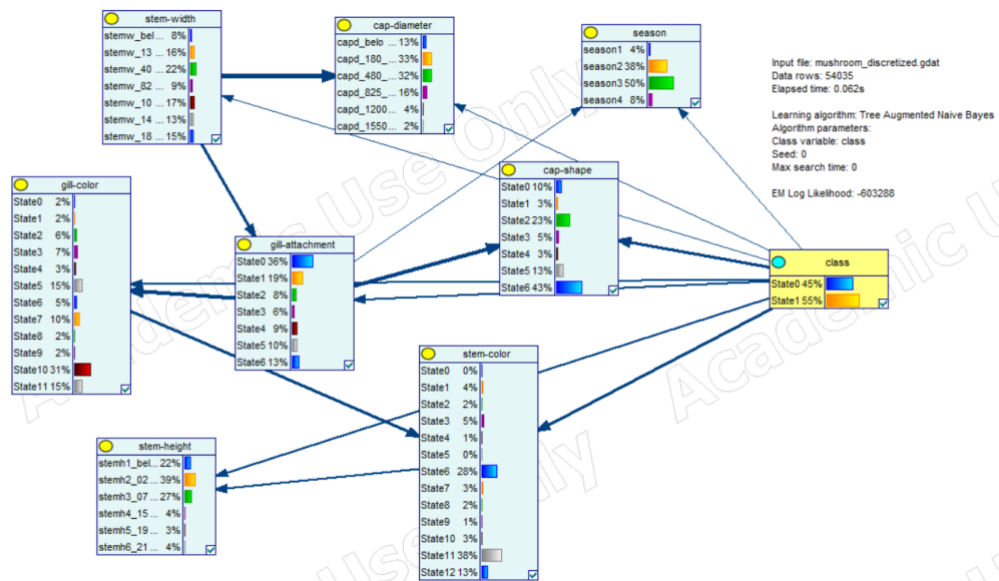 stem-width
stemw_bel... 8%
stemw_13 ... 16%
stemw_40 ... 22%
stemw_82 ... 9%
stemw_10 ... 17%
stemw_14 ... 13%
stemw_18 ... 15%
cap-diameter
capd_belo ... 13%
capd_180_... 33%
capd_480_... 32%
capd_825_... 16%
capd_1200... 4%
capd_1550... 2%
season
season1 4%
season2 38%
season3 50%
season4 8%
Input file: mushroom_discretized.gdat
Data rows: 54035
Elapsed time: 0.062s
Learning algorithm: Tree Augmented Naive Bayes
Algorithm parameters:
Class variable: class
Seed: 0
Max search time: 0
EM Log Likelihood: -603288
gill-color
State0 2%
State1 2%
State2 6%
State3 7%
State4 3%
State5 15%
State6 5%
State7 10%
State8 2%
State9 2%
State10 31%
State11 15%
cap-shape
State0 10%
State1 3%
State2 23%
State3 5%
State4 3%
State5 13%
State6 43%
gill-attachment
State0 36%
State1 19%
State2 8%
State3 6%
State4 9%
State5 10%
State6 13%
class
State0 45%
State1 55%
stem-color
State0 0%
State1 4%
State2 2%
State3 5%
State4 1%
State5 0%
State6 28%
State7 3%
State8 2%
State9 1%
State10 3%
State11 38%
State12 13%
stem-height
stemh1_bel... 22%
stemh2_02... 39%
stemh3_07... 27%
stemh4_15... 4%
stemh5_19... 3%
stemh6_21... 4%
Academic Use Only